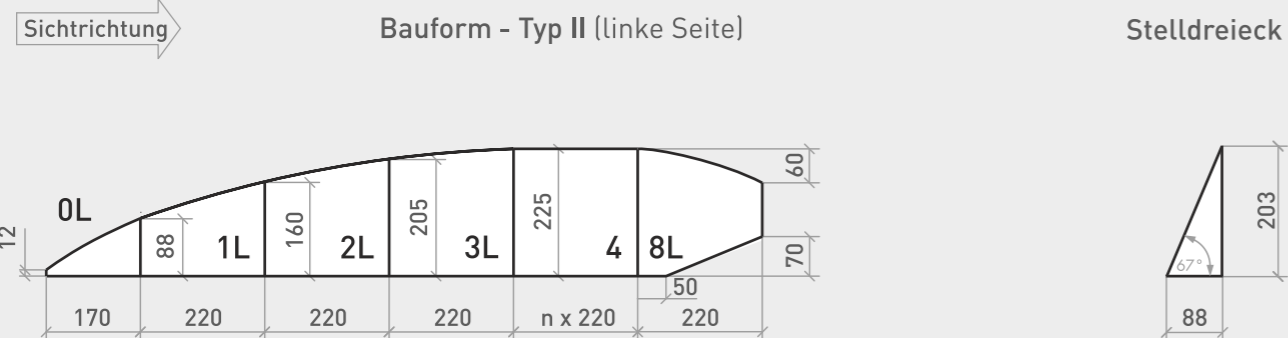 Sichtrichtung
Bauform - Typ II (linke Seite)
Stelldreieck
0L
1L
2L
3L
4
8L
12
88
160
205
225
60
70
50
170
220
220
220
n x 220
220
203
67°
88